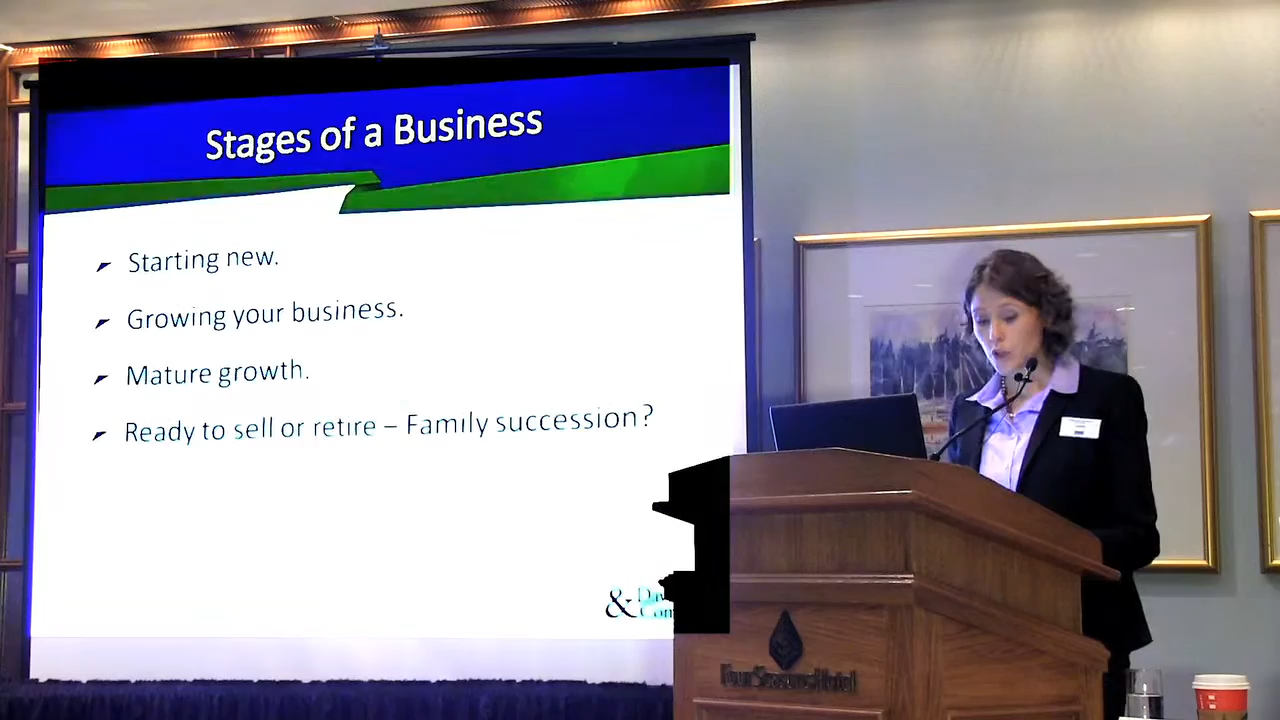 Stages of a Business
Starting new.
Growing your business.
Mature growth.
Ready to sell or retire – Family succession?
&
Four Seasons Hotel